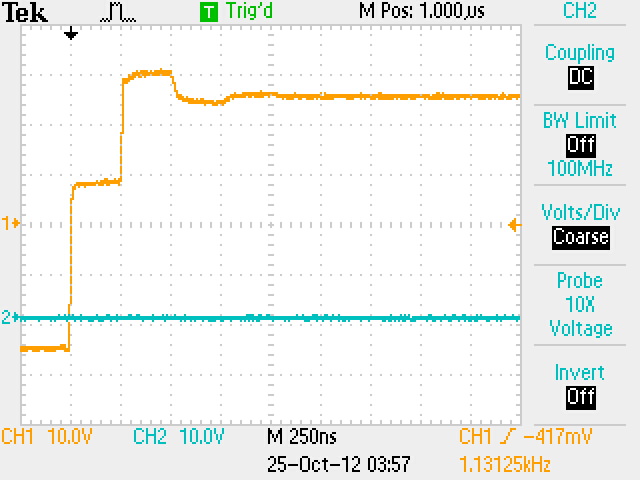 Tek T Trig'd M Pos: 1.000µs CH2
Coupling
DC
BW Limit
Off
100MHz
Volts/Div
Coarse
Probe
10X
Voltage
Invert
Off
1
2
CH1 10.0V CH2 10.0V M 250ns CH1 -417mV
25-Oct-12 03:57 1.13125kHz